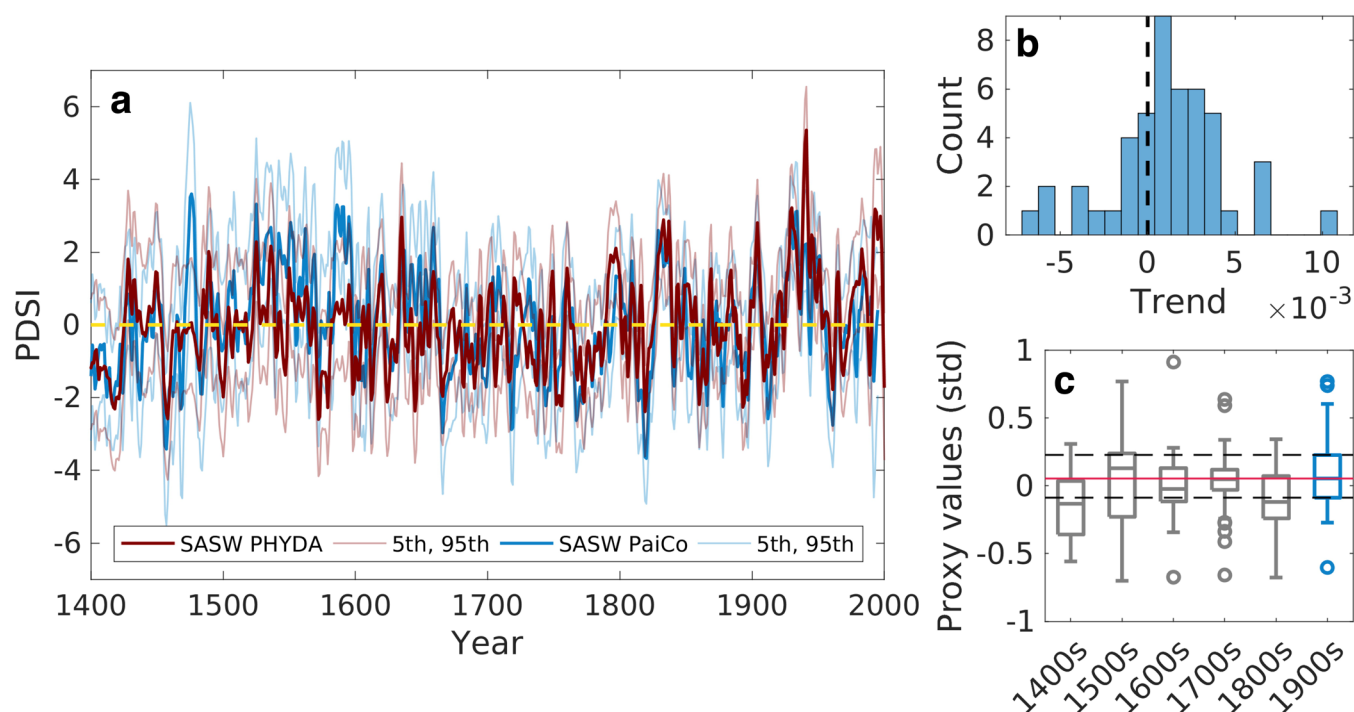 a
6
4
2
0
-2
-4
-6
PDSI
SASW PHYDA 5th, 95th SASW PaiCo 5th, 95th
1400 1500 1600 1700 1800 1900 2000
Year
b
8
6
4
2
0
Count
-5 0 5 10
Trend ×10⁻³
c
1
0.5
0
-0.5
-1
Proxy values (std)
1400s 1500s 1600s 1700s 1800s 1900s